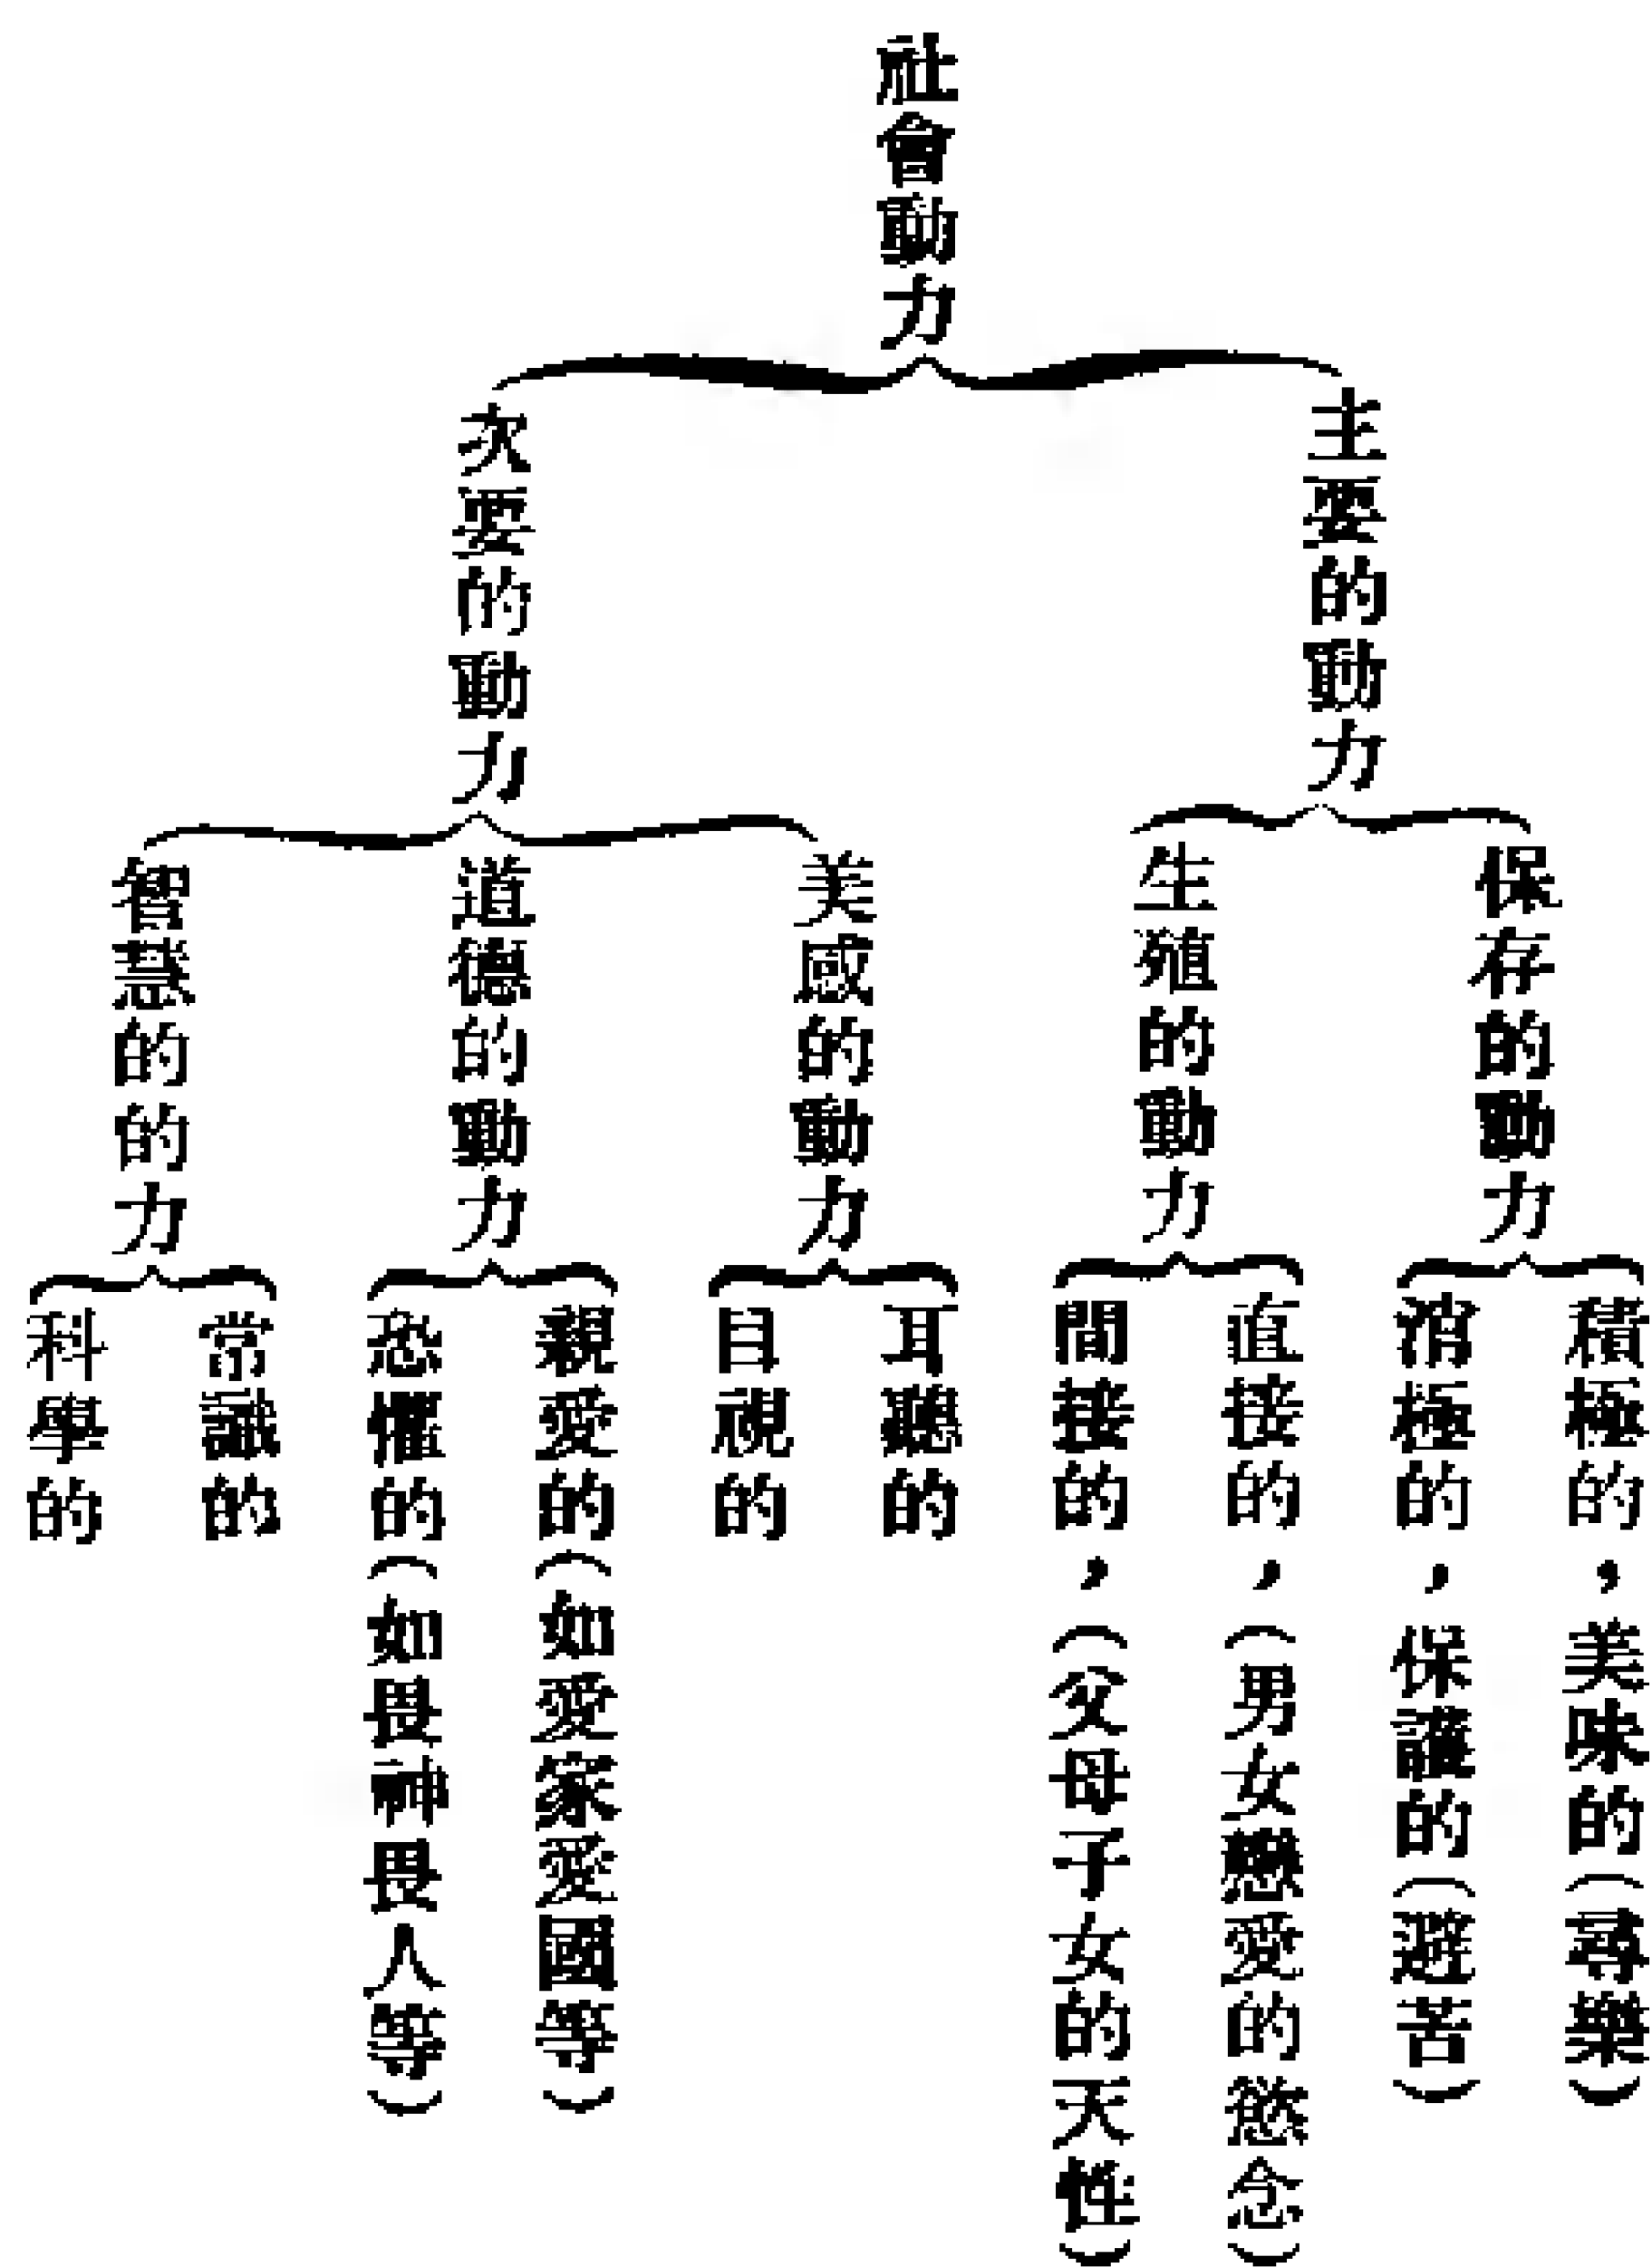 社會動力
主要的動力
次要的動力
保存的動力
生殖的動力
美感的動力
道德的動力
智慧的的力
積極的，美味的(尋樂)
消極的，保護的(避苦)
直接的，(男女戀愛的慾念)
間接的，(父母子女的天性)
耳聽的
目視的
親愛的(如愛家愛國等)
恐懼的(如畏神畏人等)
常識的
科學的